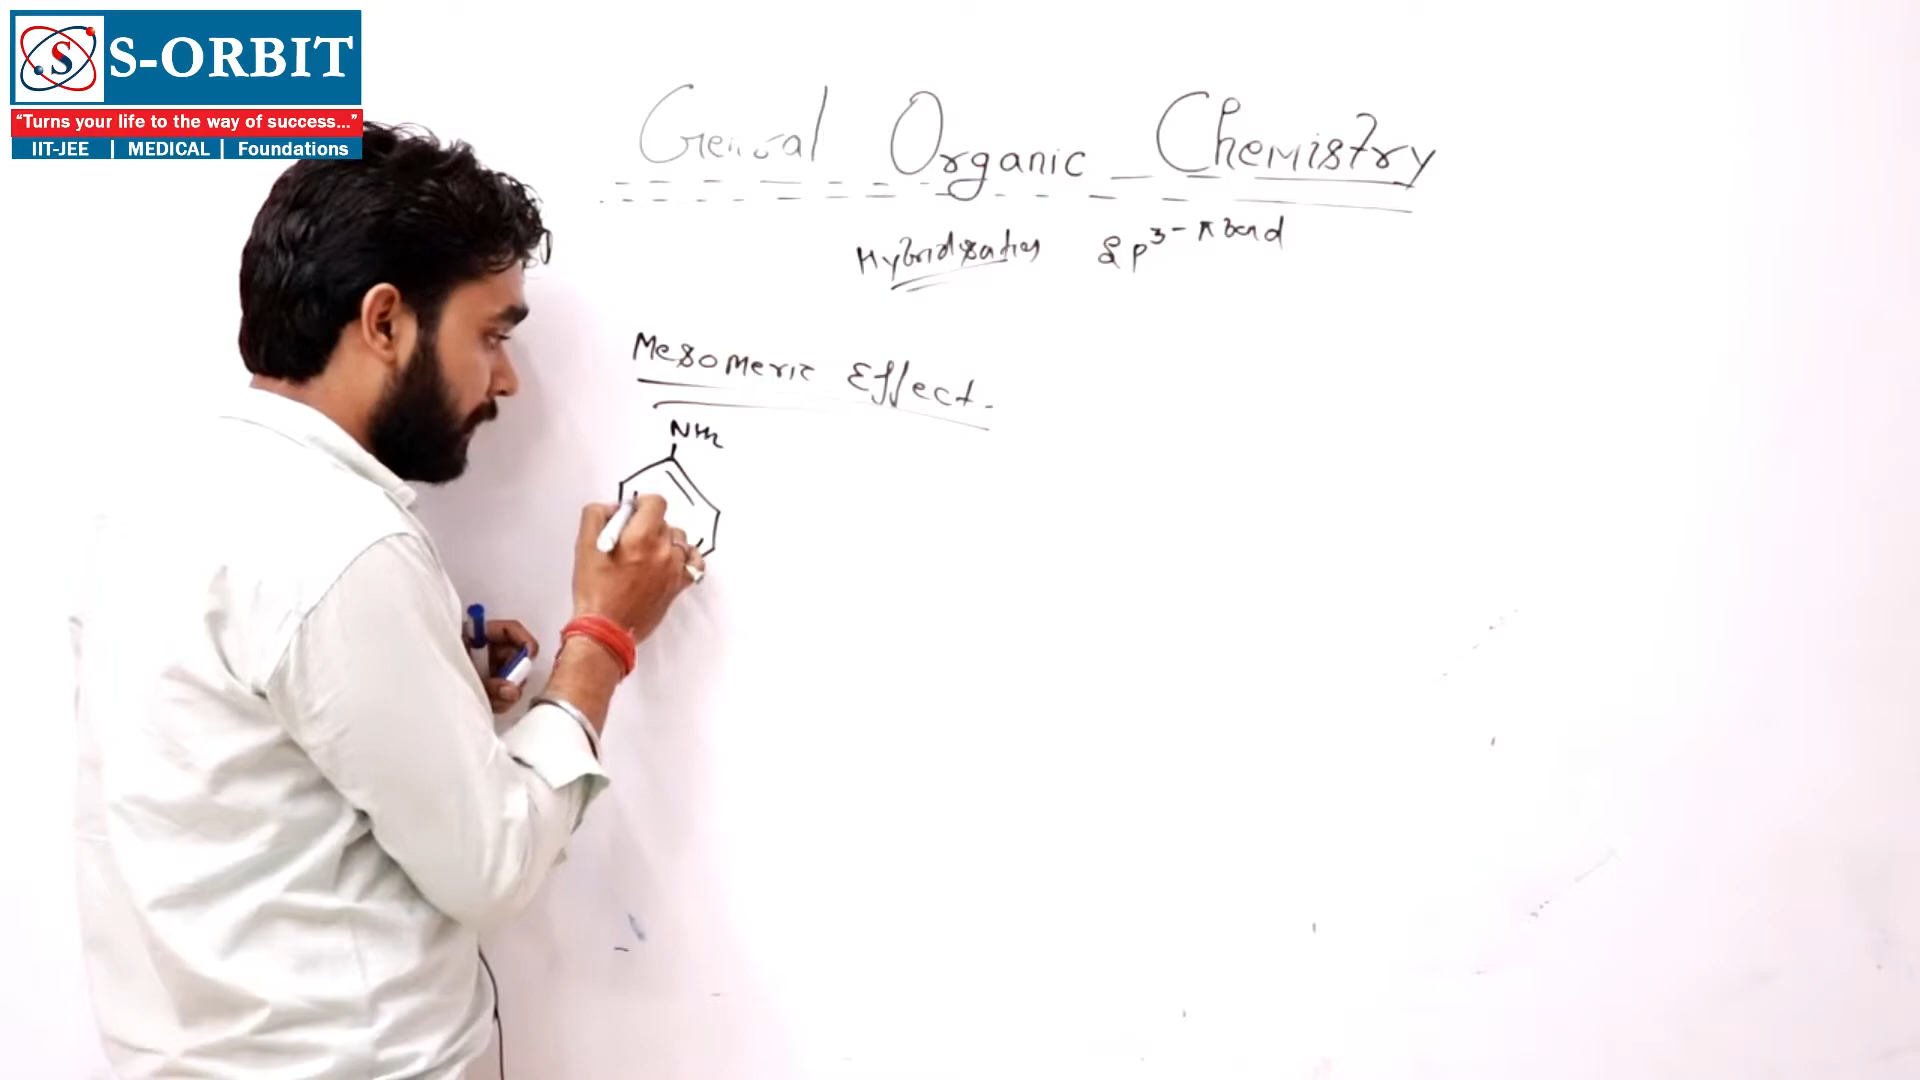 S
S-ORBIT
“Turns your life to the way of success...”
IIT-JEE | MEDICAL | Foundations
General Organic Chemistry
Hybridization Sp³-π bond
Mesomeric Effect.
NH₂